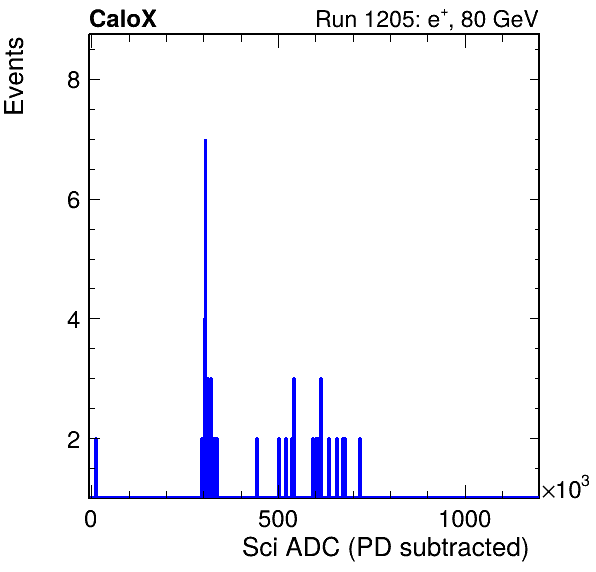 CaloX Run 1205: e⁺, 80 GeV
Events
8
6
4
2
0 500 1000 ×10³
Sci ADC (PD subtracted)